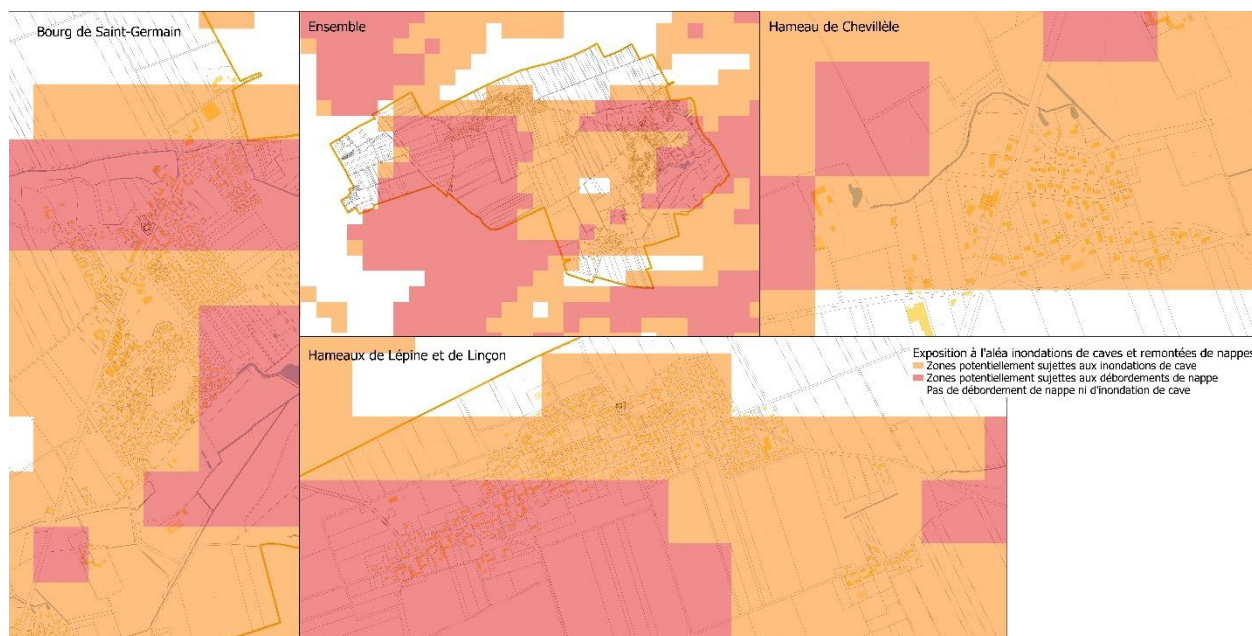 Bourg de Saint-Germain
Ensemble
Hameau de Chevillèle
Hameaux de Lépine et de Linçon
Exposition à l'aléa inondations de caves et remontées de nappes
Zones potentiellement sujettes aux inondations de cave
Zones potentiellement sujettes aux débordements de nappe
Pas de débordement de nappe ni d'inondation de cave